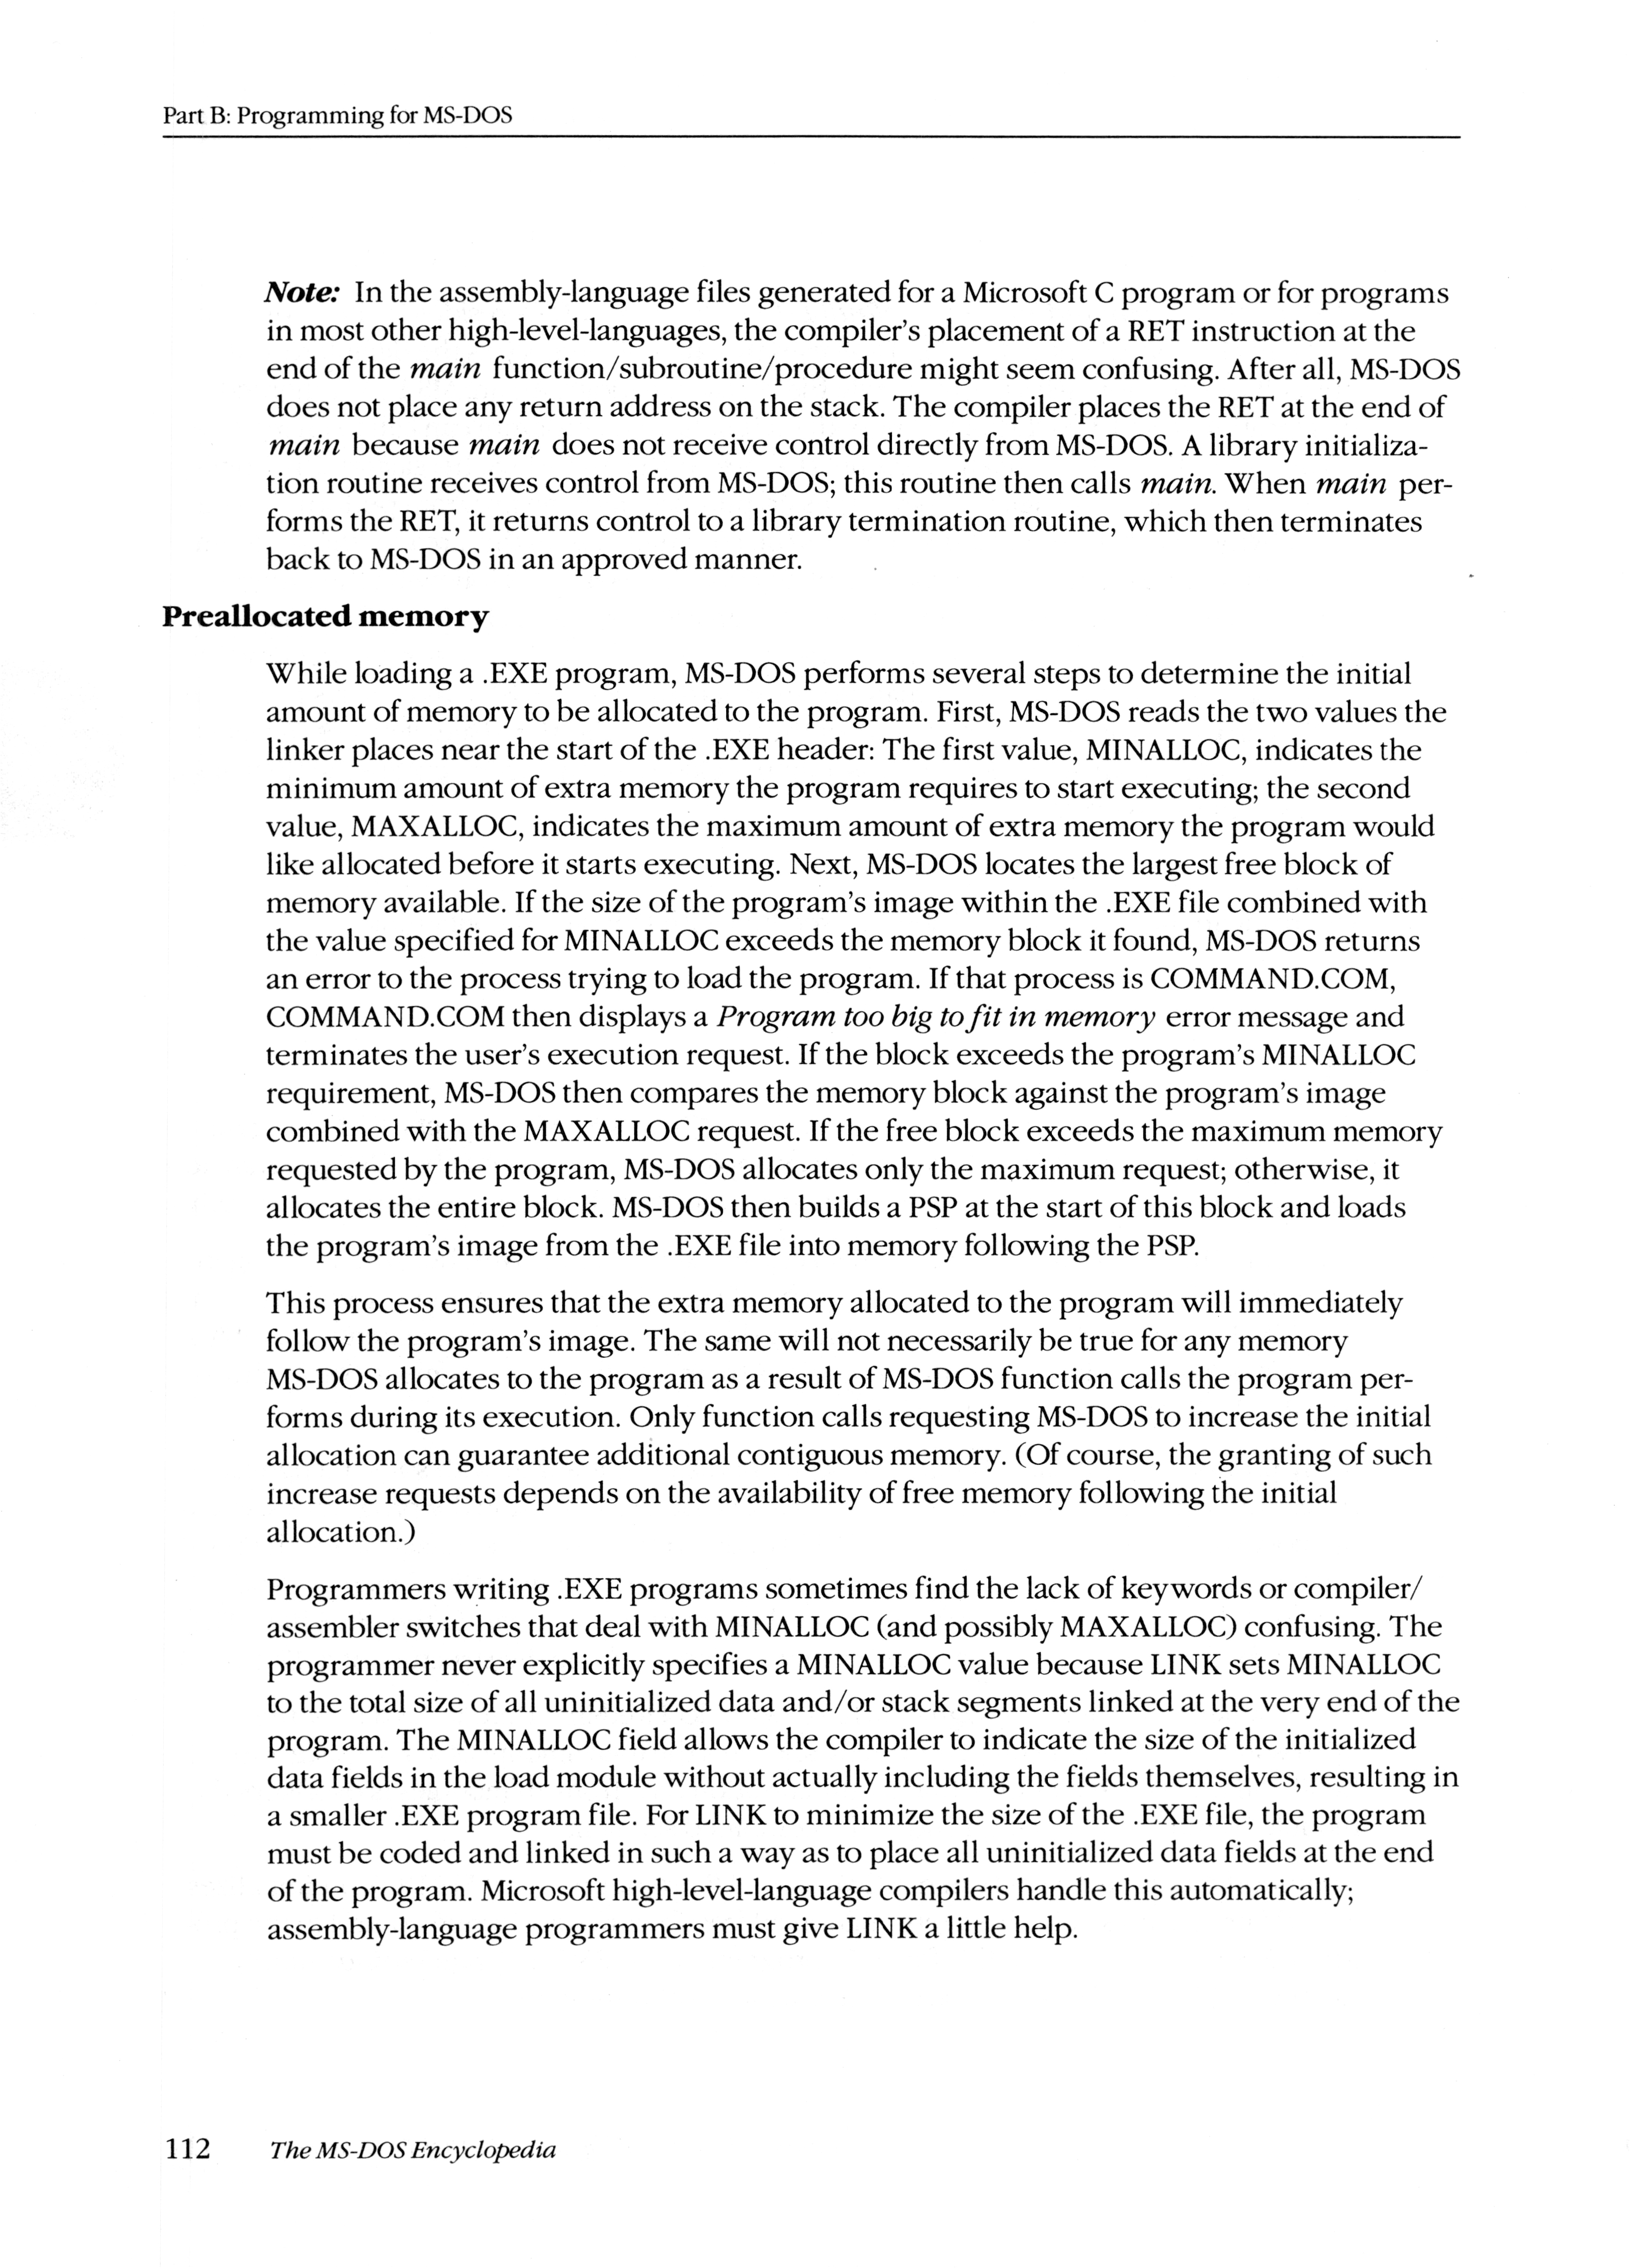 Part B: Programming for MS-DOS
Note: In the assembly-language files generated for a Microsoft C program or for programs
in most other high-level-languages, the compiler's placement of a RET instruction at the
end of the main function/subroutine/procedure might seem confusing. After all, MS-DOS
does not place any return address on the stack. The compiler places the RET at the end of
main because main does not receive control directly from MS-DOS. A library initializa-
tion routine receives control from MS-DOS; this routine then calls main. When main per-
forms the RET, it returns control to a library termination routine, which then terminates
back to MS-DOS in an approved manner.
Preallocated memory
While loading a .EXE program, MS-DOS performs several steps to determine the initial
amount of memory to be allocated to the program. First, MS-DOS reads the two values the
linker places near the start of the .EXE header: The first value, MINALLOC, indicates the
minimum amount of extra memory the program requires to start executing; the second
value, MAXALLOC, indicates the maximum amount of extra memory the program would
like allocated before it starts executing. Next, MS-DOS locates the largest free block of
memory available. If the size of the program's image within the .EXE file combined with
the value specified for MINALLOC exceeds the memory block it found, MS-DOS returns
an error to the process trying to load the program. If that process is COMMAND.COM,
COMMAND.COM then displays a Program too big to fit in memory error message and
terminates the user's execution request. If the block exceeds the program's MINALLOC
requirement, MS-DOS then compares the memory block against the program's image
combined with the MAXALLOC request. If the free block exceeds the maximum memory
requested by the program, MS-DOS allocates only the maximum request; otherwise, it
allocates the entire block. MS-DOS then builds a PSP at the start of this block and loads
the program's image from the .EXE file into memory following the PSP.
This process ensures that the extra memory allocated to the program will immediately
follow the program's image. The same will not necessarily be true for any memory
MS-DOS allocates to the program as a result of MS-DOS function calls the program per-
forms during its execution. Only function calls requesting MS-DOS to increase the initial
allocation can guarantee additional contiguous memory. (Of course, the granting of such
increase requests depends on the availability of free memory following the initial
allocation.)
Programmers writing .EXE programs sometimes find the lack of keywords or compiler/
assembler switches that deal with MINALLOC (and possibly MAXALLOC) confusing. The
programmer never explicitly specifies a MINALLOC value because LINK sets MINALLOC
to the total size of all uninitialized data and/or stack segments linked at the very end of the
program. The MINALLOC field allows the compiler to indicate the size of the initialized
data fields in the load module without actually including the fields themselves, resulting in
a smaller .EXE program file. For LINK to minimize the size of the .EXE file, the program
must be coded and linked in such a way as to place all uninitialized data fields at the end
of the program. Microsoft high-level-language compilers handle this automatically;
assembly-language programmers must give LINK a little help.
112 The MS-DOS Encyclopedia